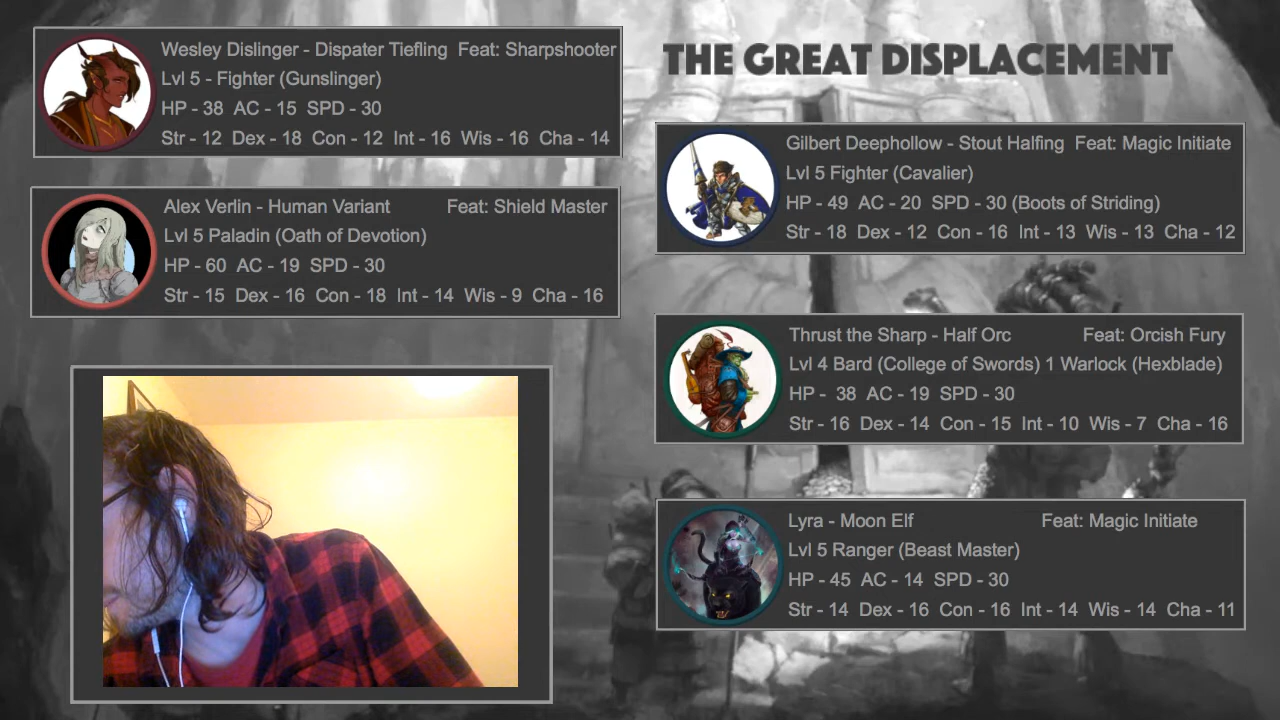 Wesley Dislinger - Dispater Tiefling Feat: Sharpshooter
Lvl 5 - Fighter (Gunslinger)
HP - 38 AC - 15 SPD - 30
Str - 12 Dex - 18 Con - 12 Int - 16 Wis - 16 Cha - 14
Alex Verlin - Human Variant Feat: Shield Master
Lvl 5 Paladin (Oath of Devotion)
HP - 60 AC - 19 SPD - 30
Str - 15 Dex - 16 Con - 18 Int - 14 Wis - 9 Cha - 16
THE GREAT DISPLACEMENT
Gilbert Deephollow - Stout Halfing Feat: Magic Initiate
Lvl 5 Fighter (Cavalier)
HP - 49 AC - 20 SPD - 30 (Boots of Striding)
Str - 18 Dex - 12 Con - 16 Int - 13 Wis - 13 Cha - 12
Thrust the Sharp - Half Orc Feat: Orcish Fury
Lvl 4 Bard (College of Swords) 1 Warlock (Hexblade)
HP - 38 AC - 19 SPD - 30
Str - 16 Dex - 14 Con - 15 Int - 10 Wis - 7 Cha - 16
Lyra - Moon Elf Feat: Magic Initiate
Lvl 5 Ranger (Beast Master)
HP - 45 AC - 14 SPD - 30
Str - 14 Dex - 16 Con - 16 Int - 14 Wis - 14 Cha - 11